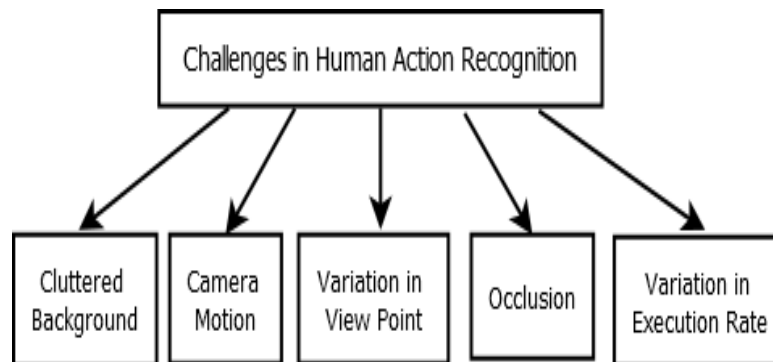 Challenges in Human Action Recognition
Cluttered
Background
Camera
Motion
Variation in
View Point
Occlusion
Variation in
Execution Rate